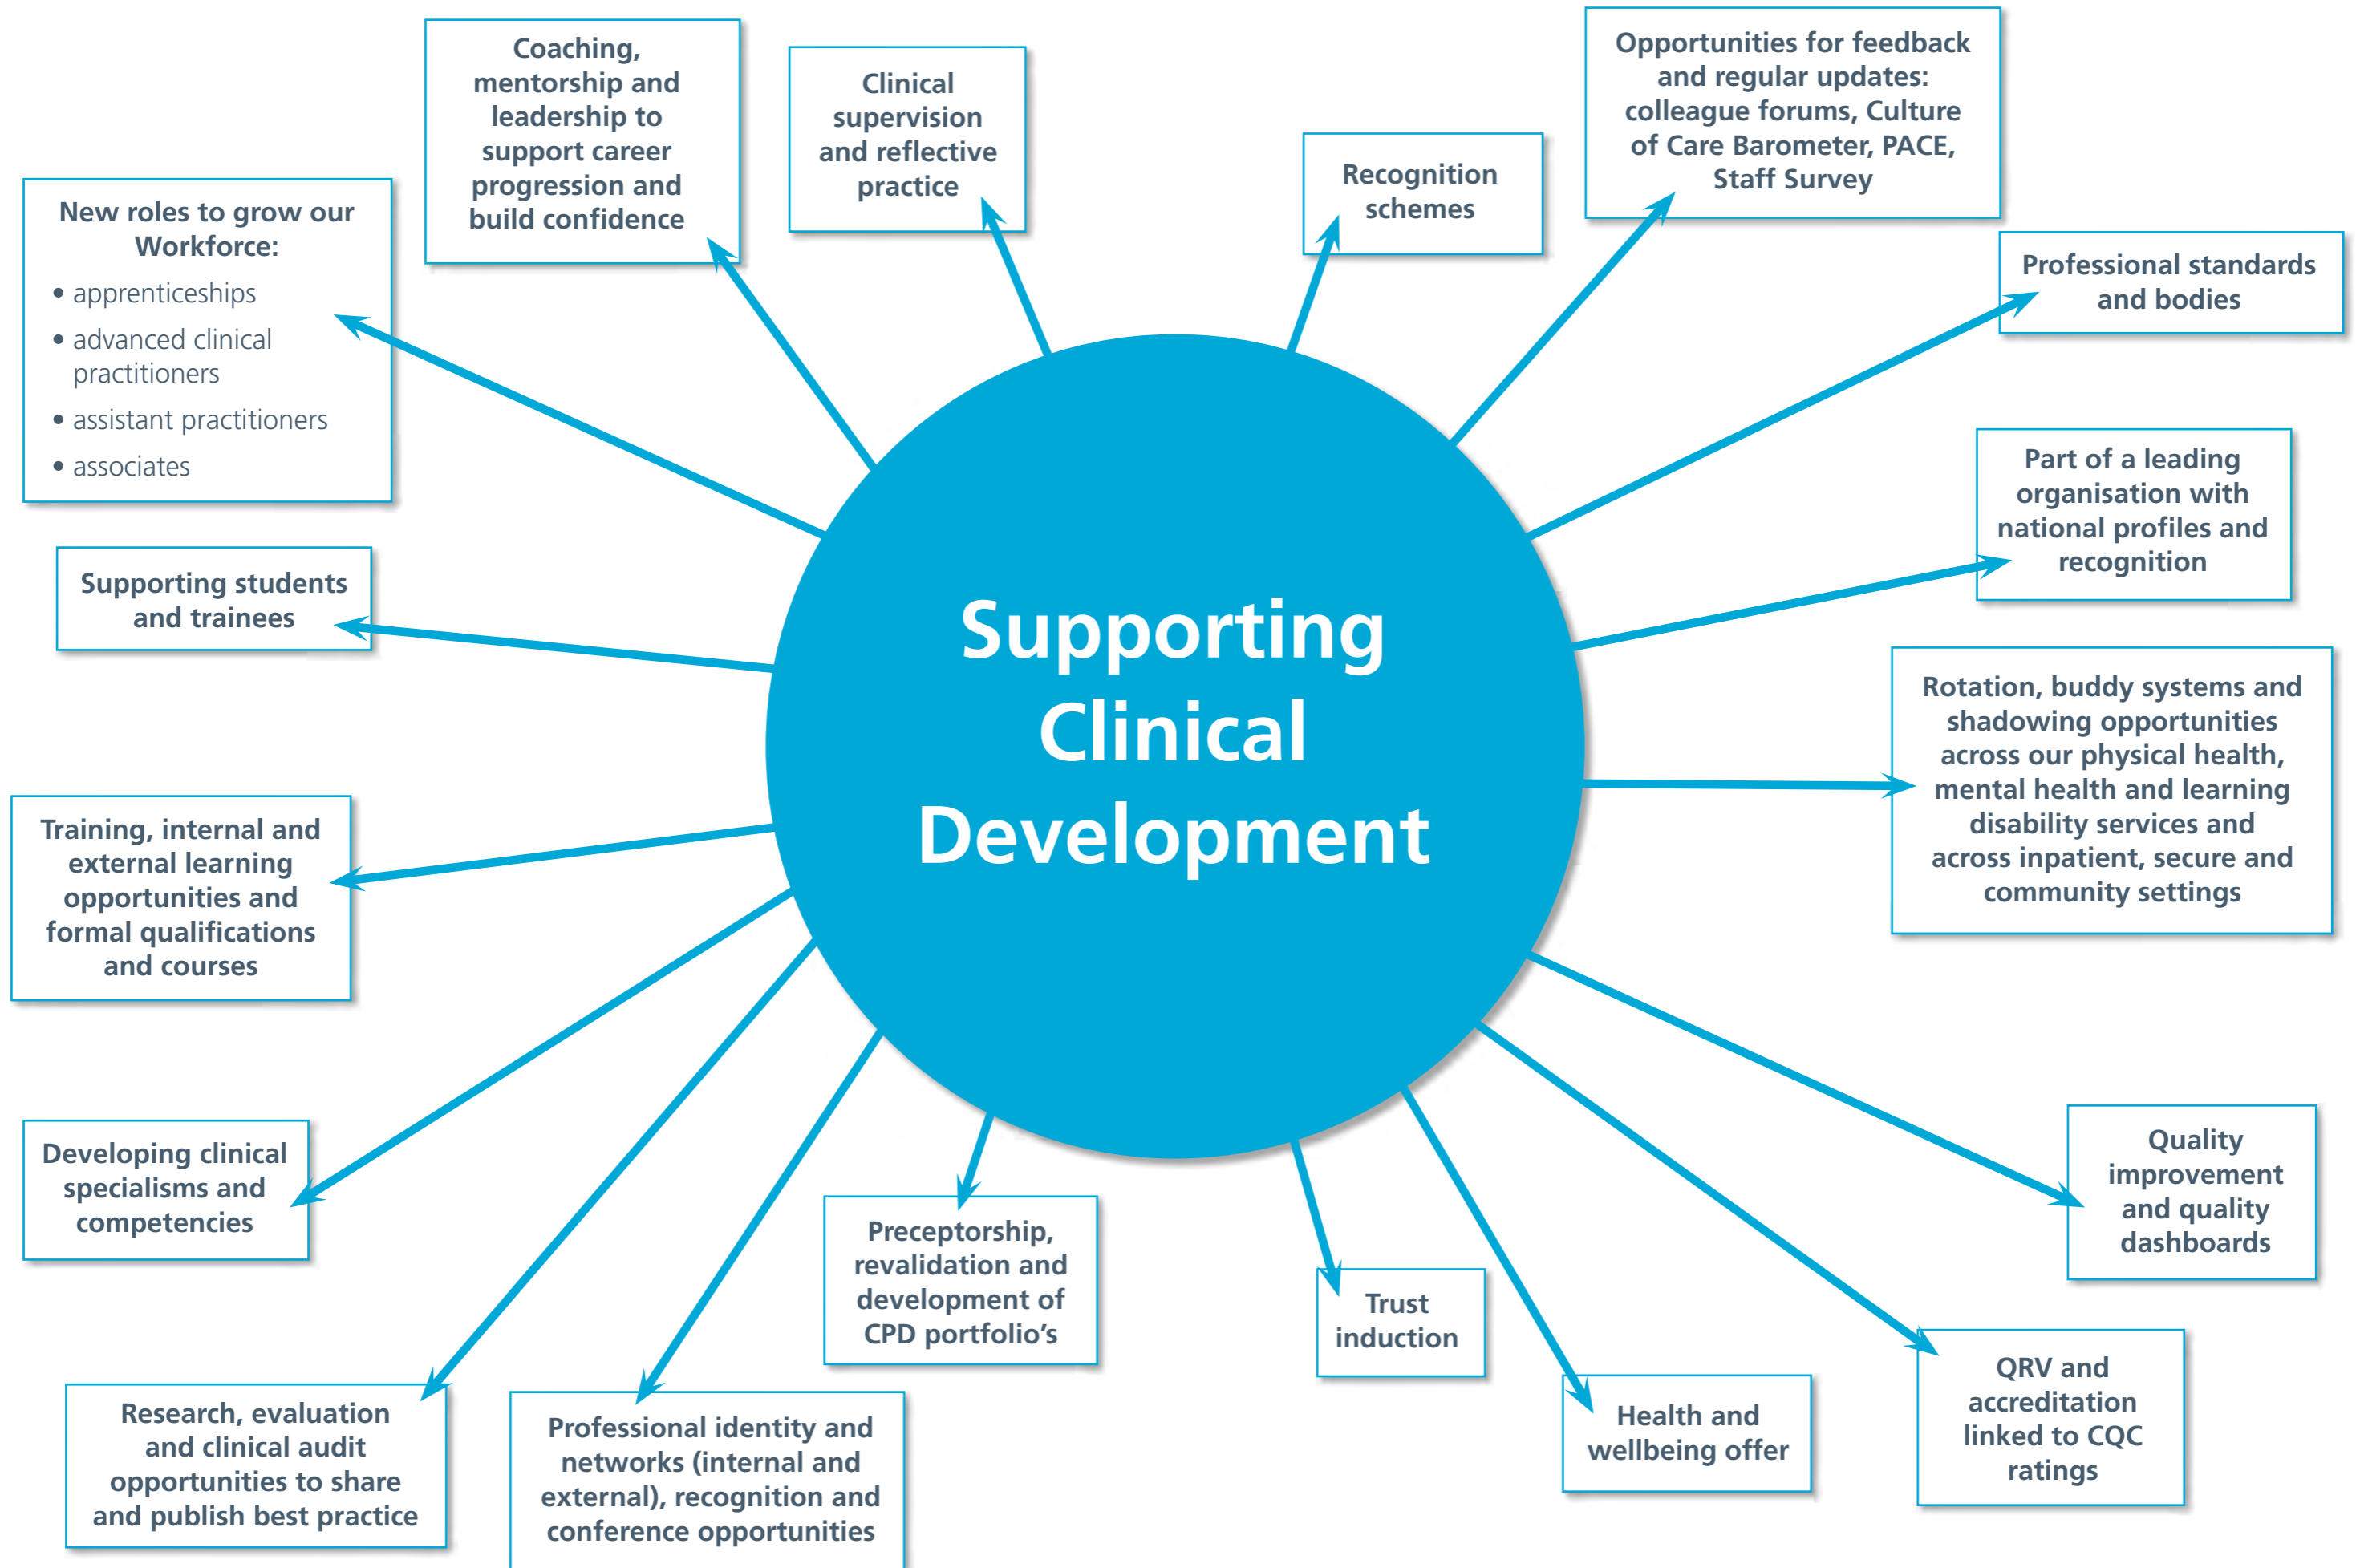 Coaching,
mentorship and
leadership to
support career
progression and
build confidence
Clinical
supervision
and reflective
practice
Recognition
schemes
Opportunities for feedback
and regular updates:
colleague forums, Culture
of Care Barometer, PACE,
Staff Survey
New roles to grow our
Workforce:
• apprenticeships
• advanced clinical
practitioners
• assistant practitioners
• associates
Professional standards
and bodies
Part of a leading
organisation with
national profiles and
recognition
Supporting students
and trainees
Supporting
Clinical
Development
Rotation, buddy systems and
shadowing opportunities
across our physical health,
mental health and learning
disability services and
across inpatient, secure and
community settings
Training, internal and
external learning
opportunities and
formal qualifications
and courses
Developing clinical
specialisms and
competencies
Quality
improvement
and quality
dashboards
Preceptorship,
revalidation and
development of
CPD portfolio's
Trust
induction
Research, evaluation
and clinical audit
opportunities to share
and publish best practice
Professional identity and
networks (internal and
external), recognition and
conference opportunities
Health and
wellbeing offer
QRV and
accreditation
linked to CQC
ratings